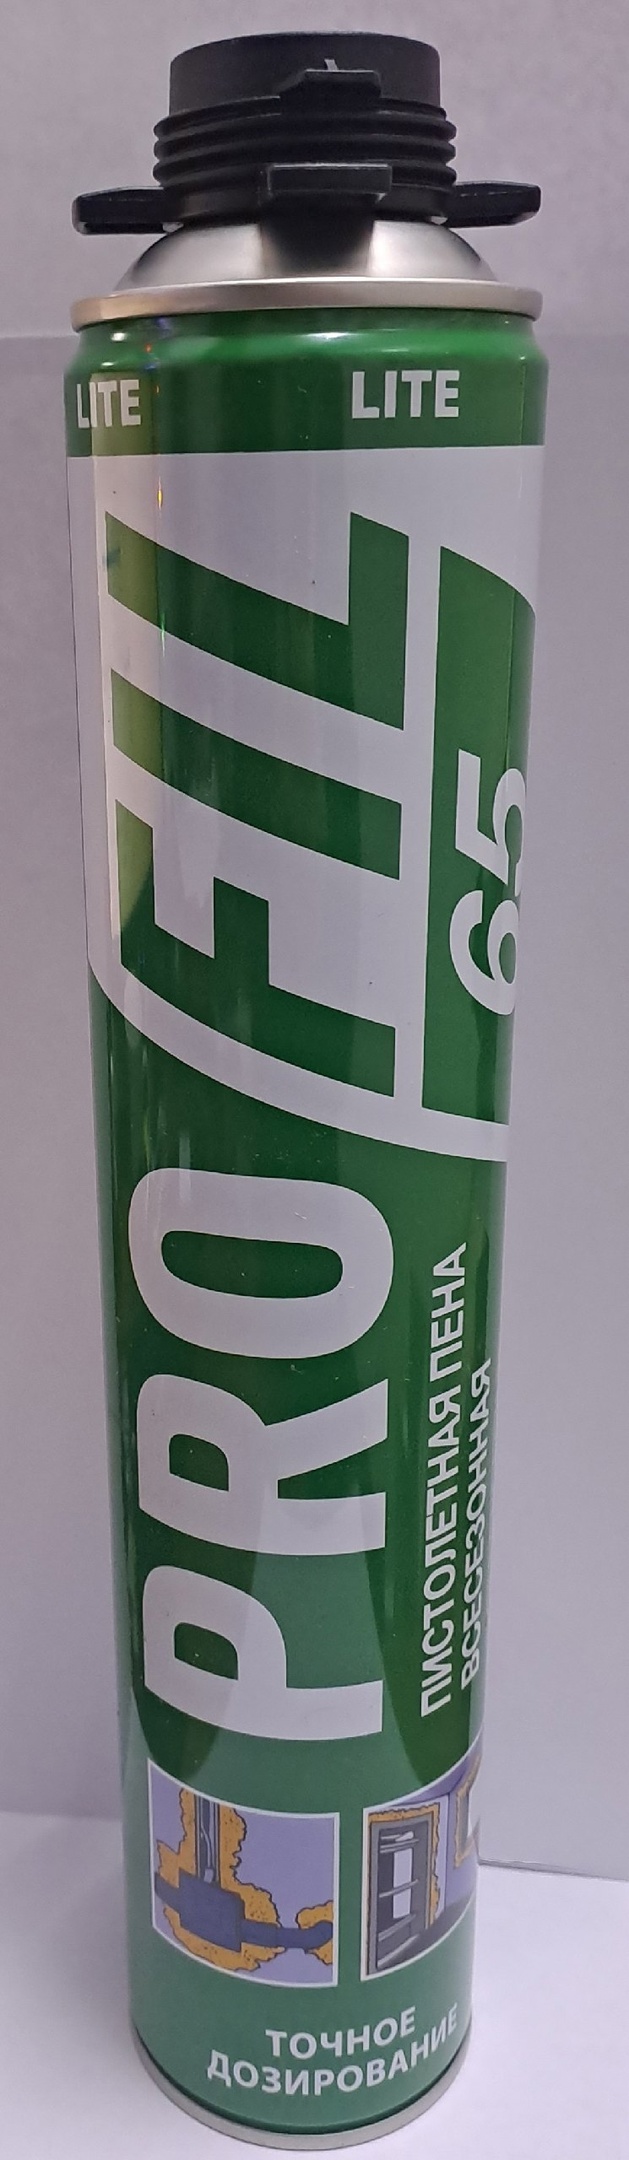 LITE
LITE
PROFIL
65
ПИСТОЛЕТНАЯ ПЕНА
ВСЕСЕЗОННАЯ
ТОЧНОЕ
ДОЗИРОВАНИЕ